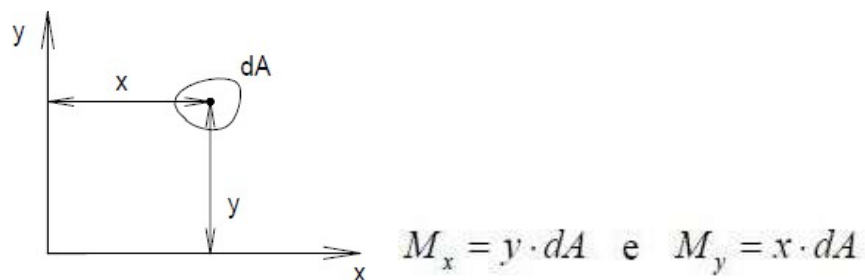 y
x
dA
y
x
M_x = y · dA e M_y = x · dA